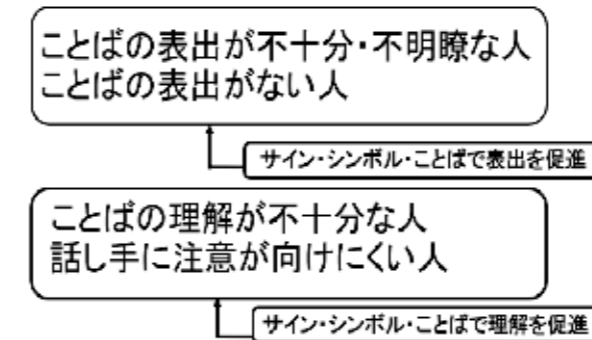 ことばの表出が不十分・不明瞭な人
ことばの表出がない人
サイン・シンボル・ことばで表出を促進
ことばの理解が不十分な人
話し手に注意が向けにくい人
サイン・シンボル・ことばで理解を促進